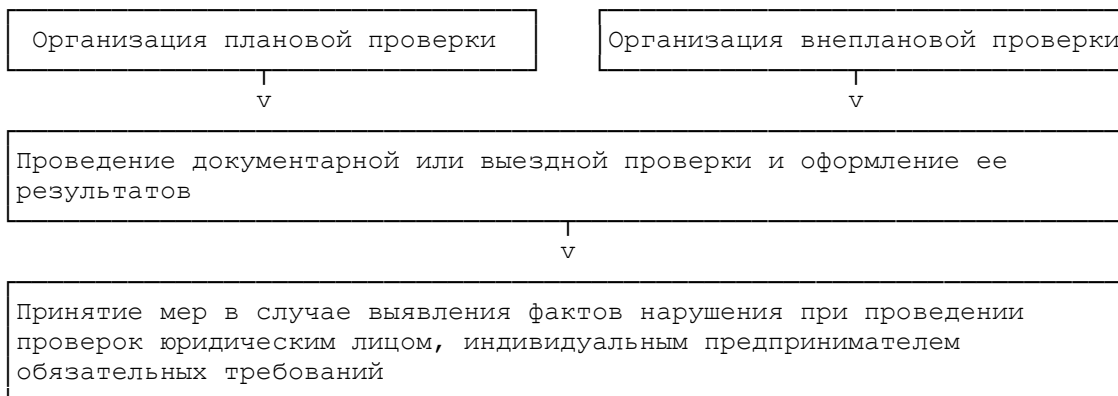 Организация плановой проверки
Организация внеплановой проверки
v
v
Проведение документарной или выездной проверки и оформление ее
результатов
v
Принятие мер в случае выявления фактов нарушения при проведении
проверок юридическим лицом, индивидуальным предпринимателем
обязательных требований